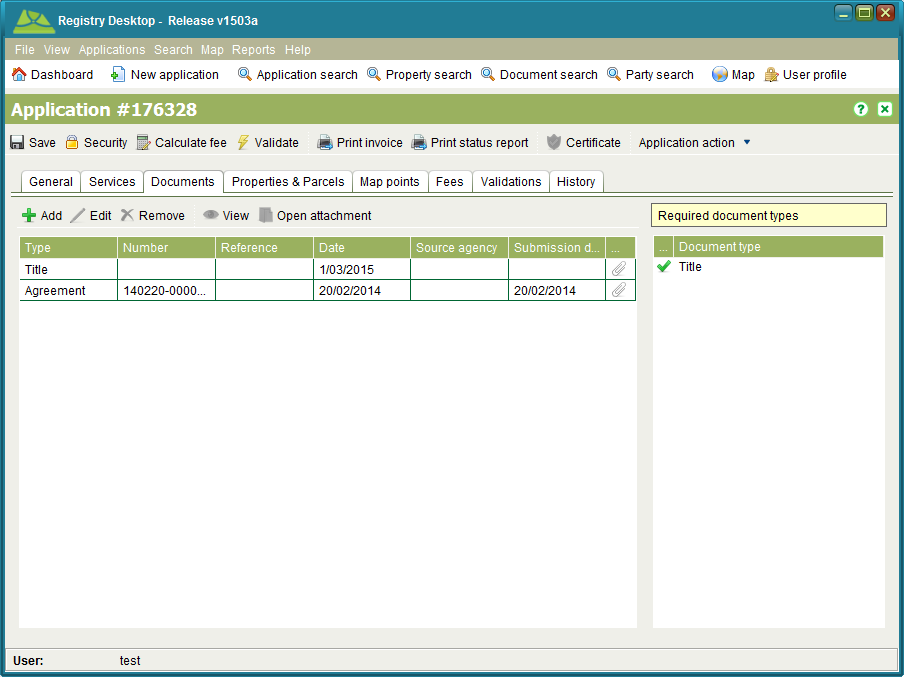 Registry Desktop - Release v1503a
File View Applications Search Map Reports Help
Dashboard New application Application search Property search Document search Party search Map User profile
Application #176328
Save Security Calculate fee Validate Print invoice Print status report Certificate Application action
General Services Documents Properties & Parcels Map points Fees Validations History
Add Edit Remove View Open attachment
Required document types
Type Number Reference Date Source agency Submission d... ...
... Document type
Title 1/03/2015
Title
Agreement 140220-0000... 20/02/2014 20/02/2014
User: test